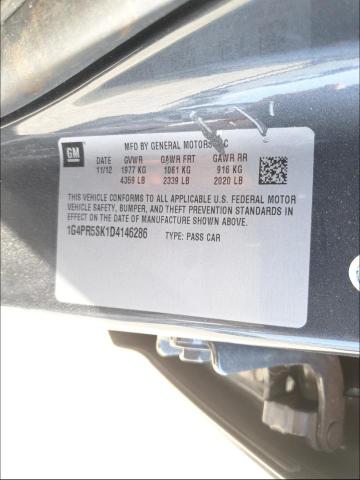 GM
MFD BY GENERAL MOTORS LLC
DATE GVWR GAWR FRT GAWR RR
11/12 1977 KG 1061 KG 916 KG
4359 LB 2339 LB 2020 LB
THIS VEHICLE CONFORMS TO ALL APPLICABLE U.S. FEDERAL MOTOR
VEHICLE SAFETY, BUMPER, AND THEFT PREVENTION STANDARDS IN
EFFECT ON THE DATE OF MANUFACTURE SHOWN ABOVE.
1G4PR5SK1D4146286 TYPE: PASS CAR